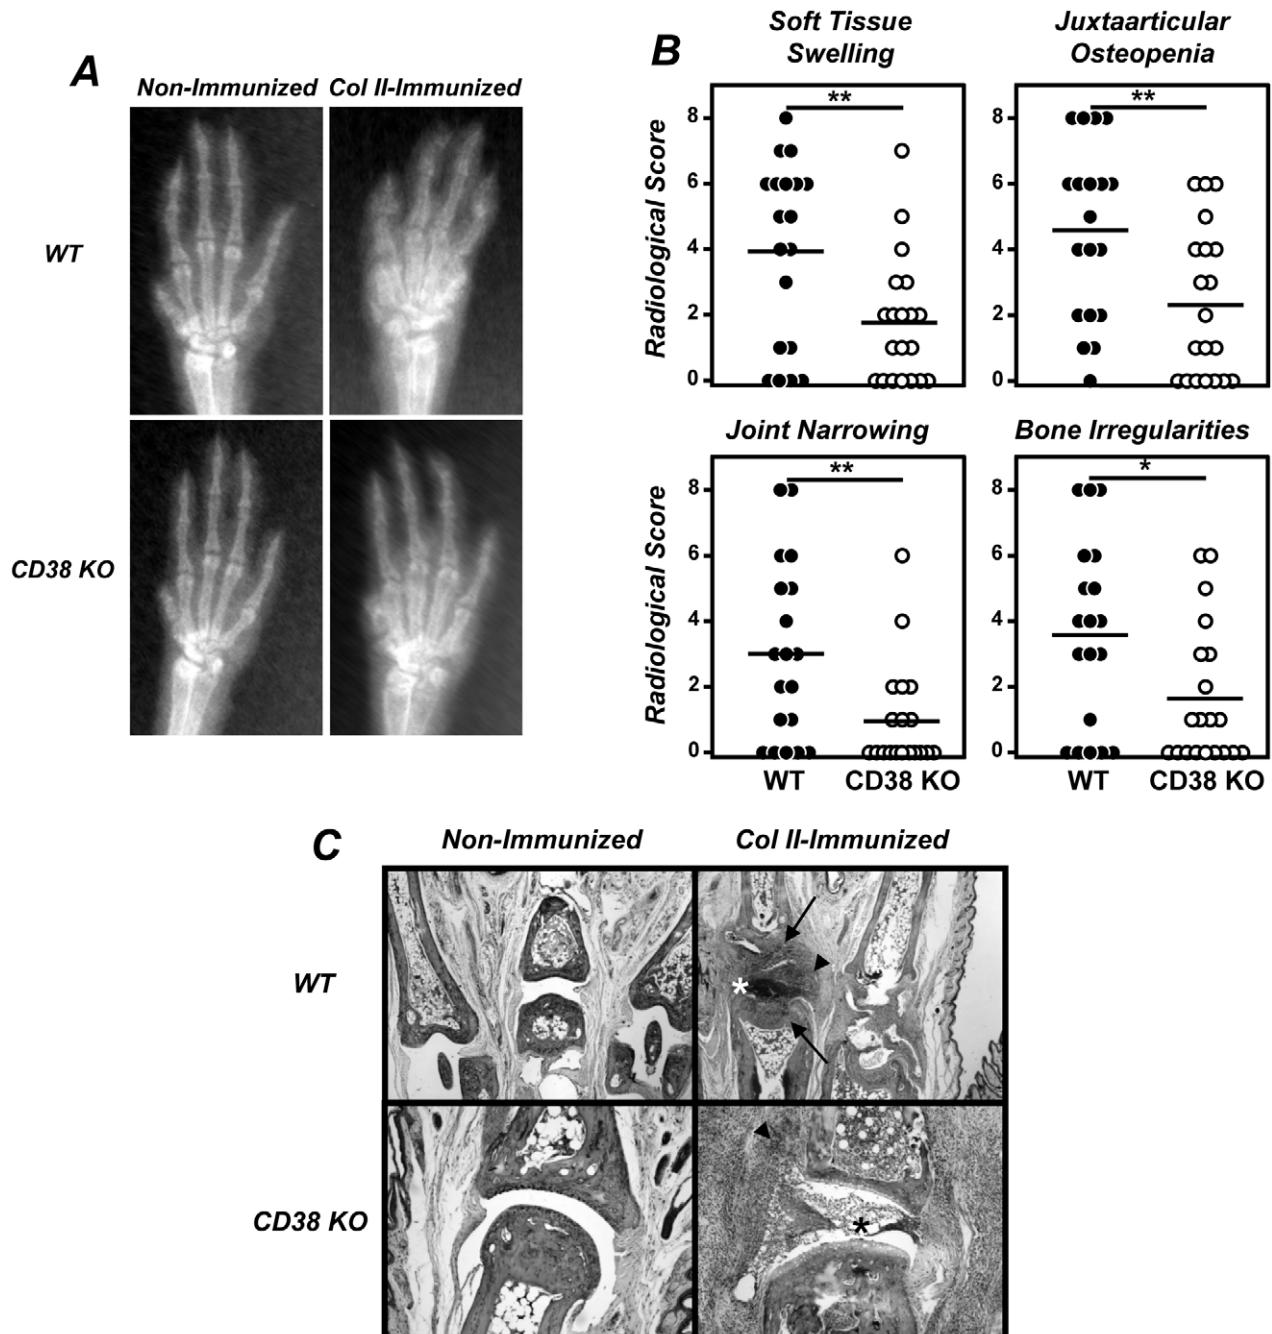 A
Non-Immunized Col II-Immunized
WT
CD38 KO
B
Soft Tissue
Swelling
Juxtaarticular
Osteopenia
Radiological Score
8
6
4
2
0
**
8
6
4
2
0
**
Joint Narrowing
Bone Irregularities
Radiological Score
8
6
4
2
0
**
WT CD38 KO
8
6
4
2
0
*
WT CD38 KO
C
Non-Immunized
Col II-Immunized
WT
*
CD38 KO
*